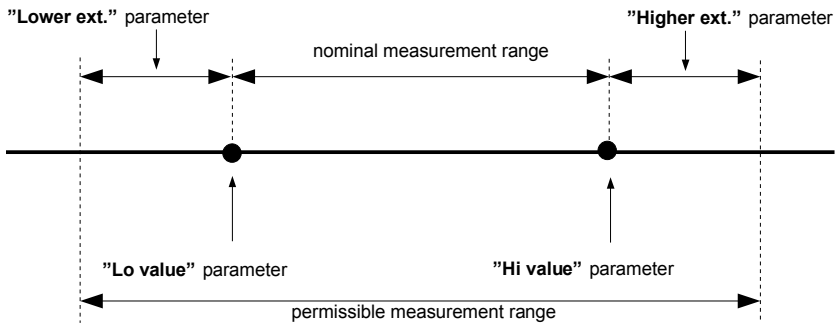 ”Lower ext.” parameter
”Higher ext.” parameter
nominal measurement range
”Lo value” parameter
”Hi value” parameter
permissible measurement range